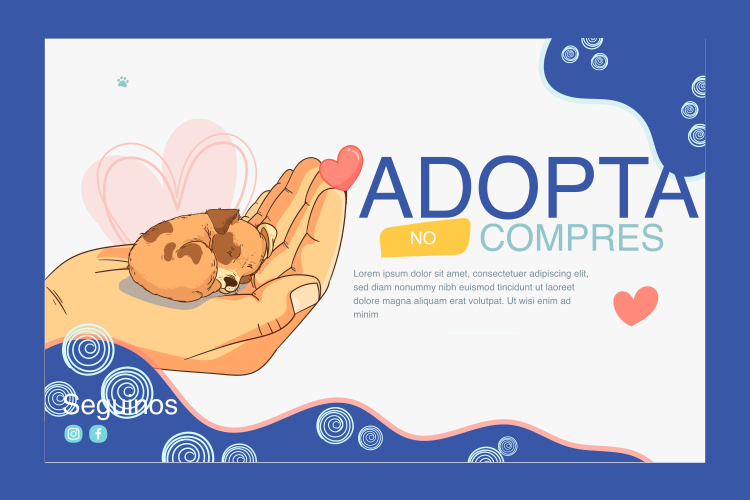 ADOPTA
NO COMPRES
Lorem ipsum dolor sit amet, consectetuer adipiscing elit,
sed diam nonummy nibh euismod tincidunt ut laoreet
dolore magna aliquam erat volutpat. Ut wisi enim ad
minim
Seguinos